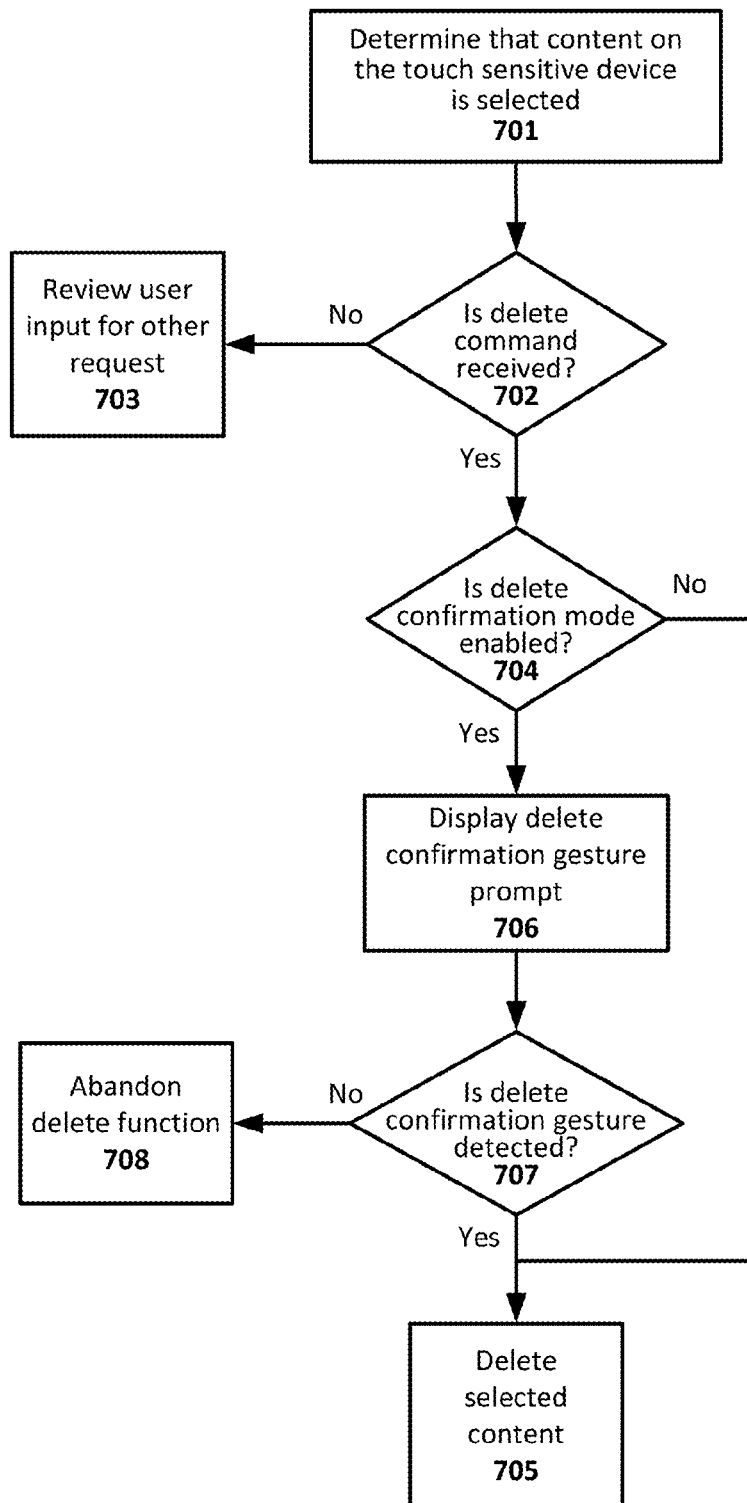 Determine that content on
the touch sensitive device
is selected
701
Review user
input for other
request
703
No
Is delete
command
received?
702
Yes
Is delete
confirmation mode
enabled?
704
No
Yes
Display delete
confirmation gesture
prompt
706
Abandon
delete function
708
No
Is delete
confirmation gesture
detected?
707
Yes
Delete
selected
content
705